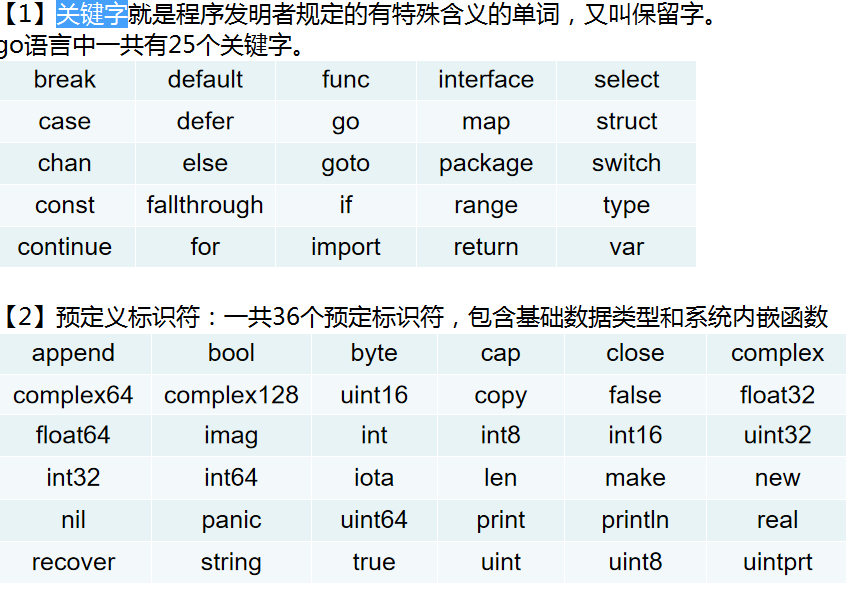 【1】关键字就是程序发明者规定的有特殊含义的单词，又叫保留字。
go语言中一共有25个关键字。
break default func interface select
case defer go map struct
chan else goto package switch
const fallthrough if range type
continue for import return var
【2】预定义标识符：一共36个预定标识符，包含基础数据类型和系统内嵌函数
append bool byte cap close complex
complex64 complex128 uint16 copy false float32
float64 imag int int8 int16 uint32
int32 int64 iota len make new
nil panic uint64 print println real
recover string true uint uint8 uintprt